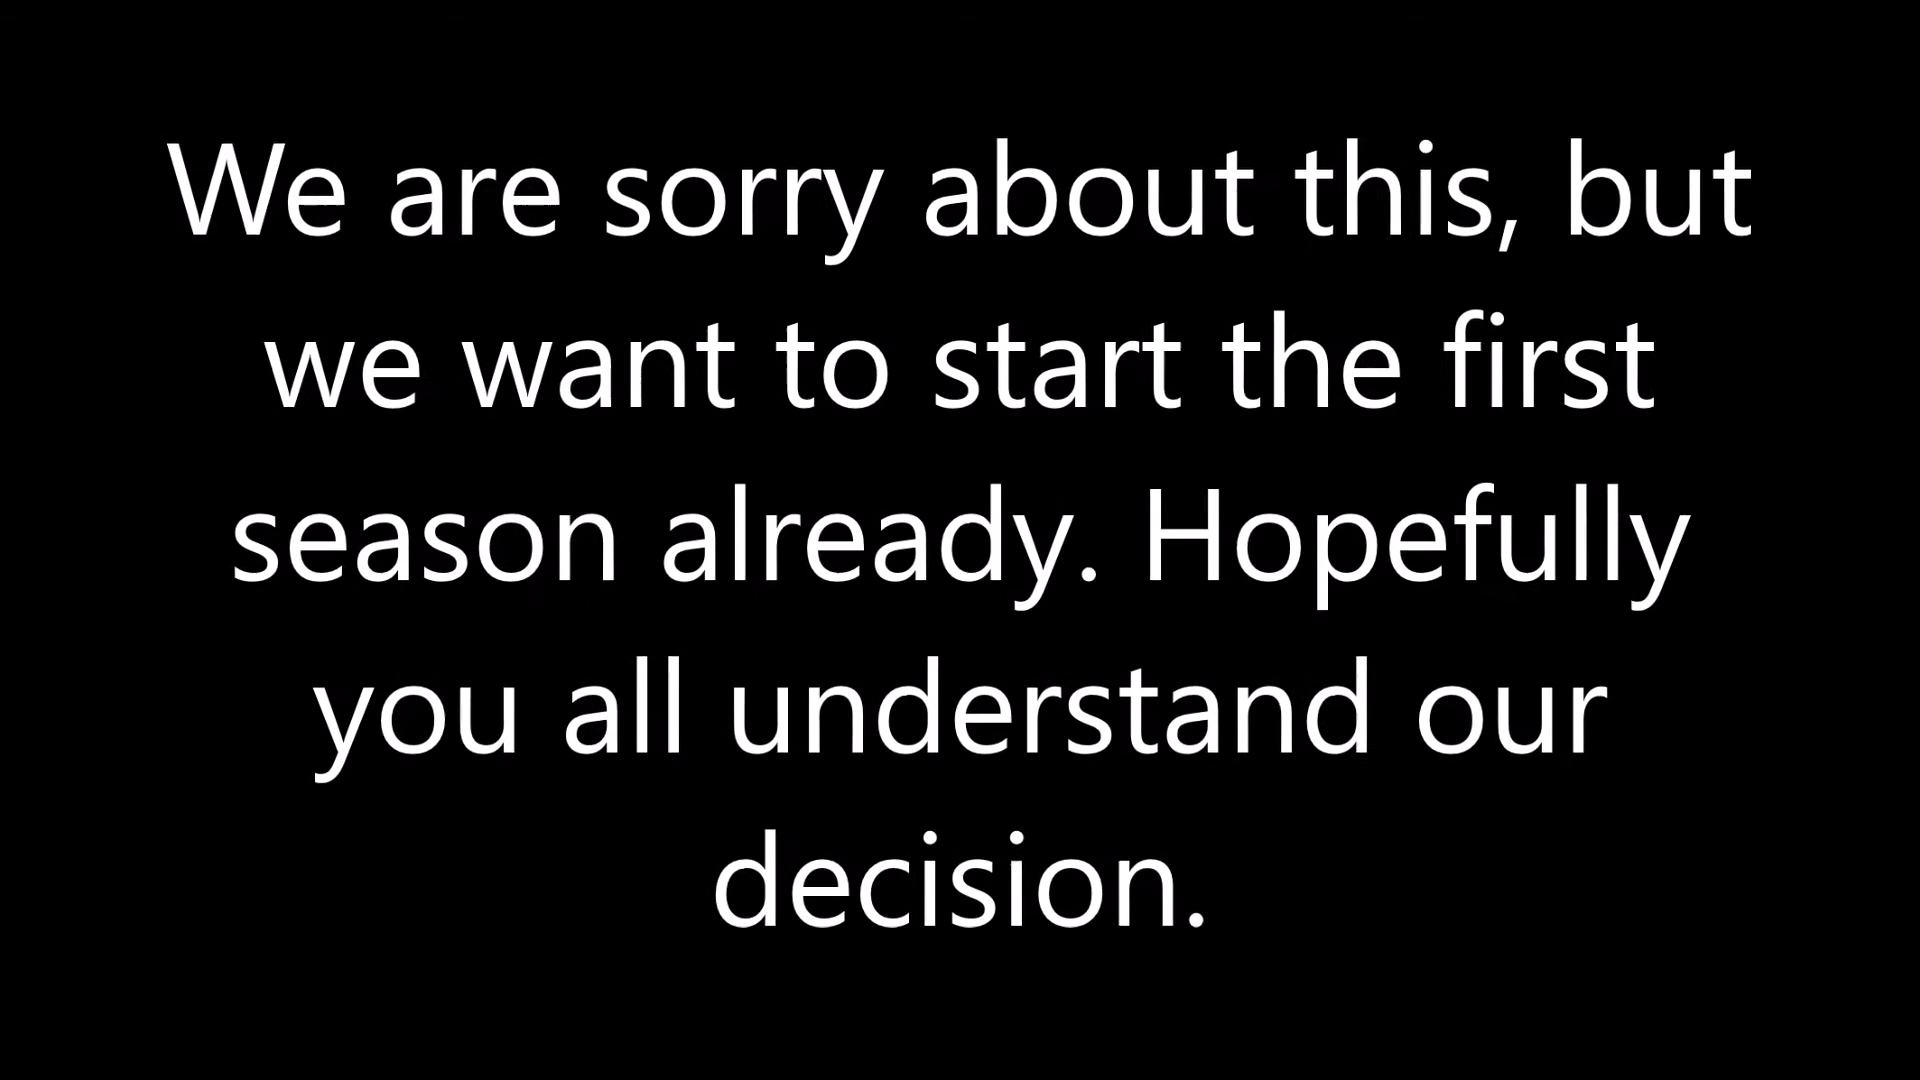 We are sorry about this, but
we want to start the first
season already. Hopefully
you all understand our
decision.